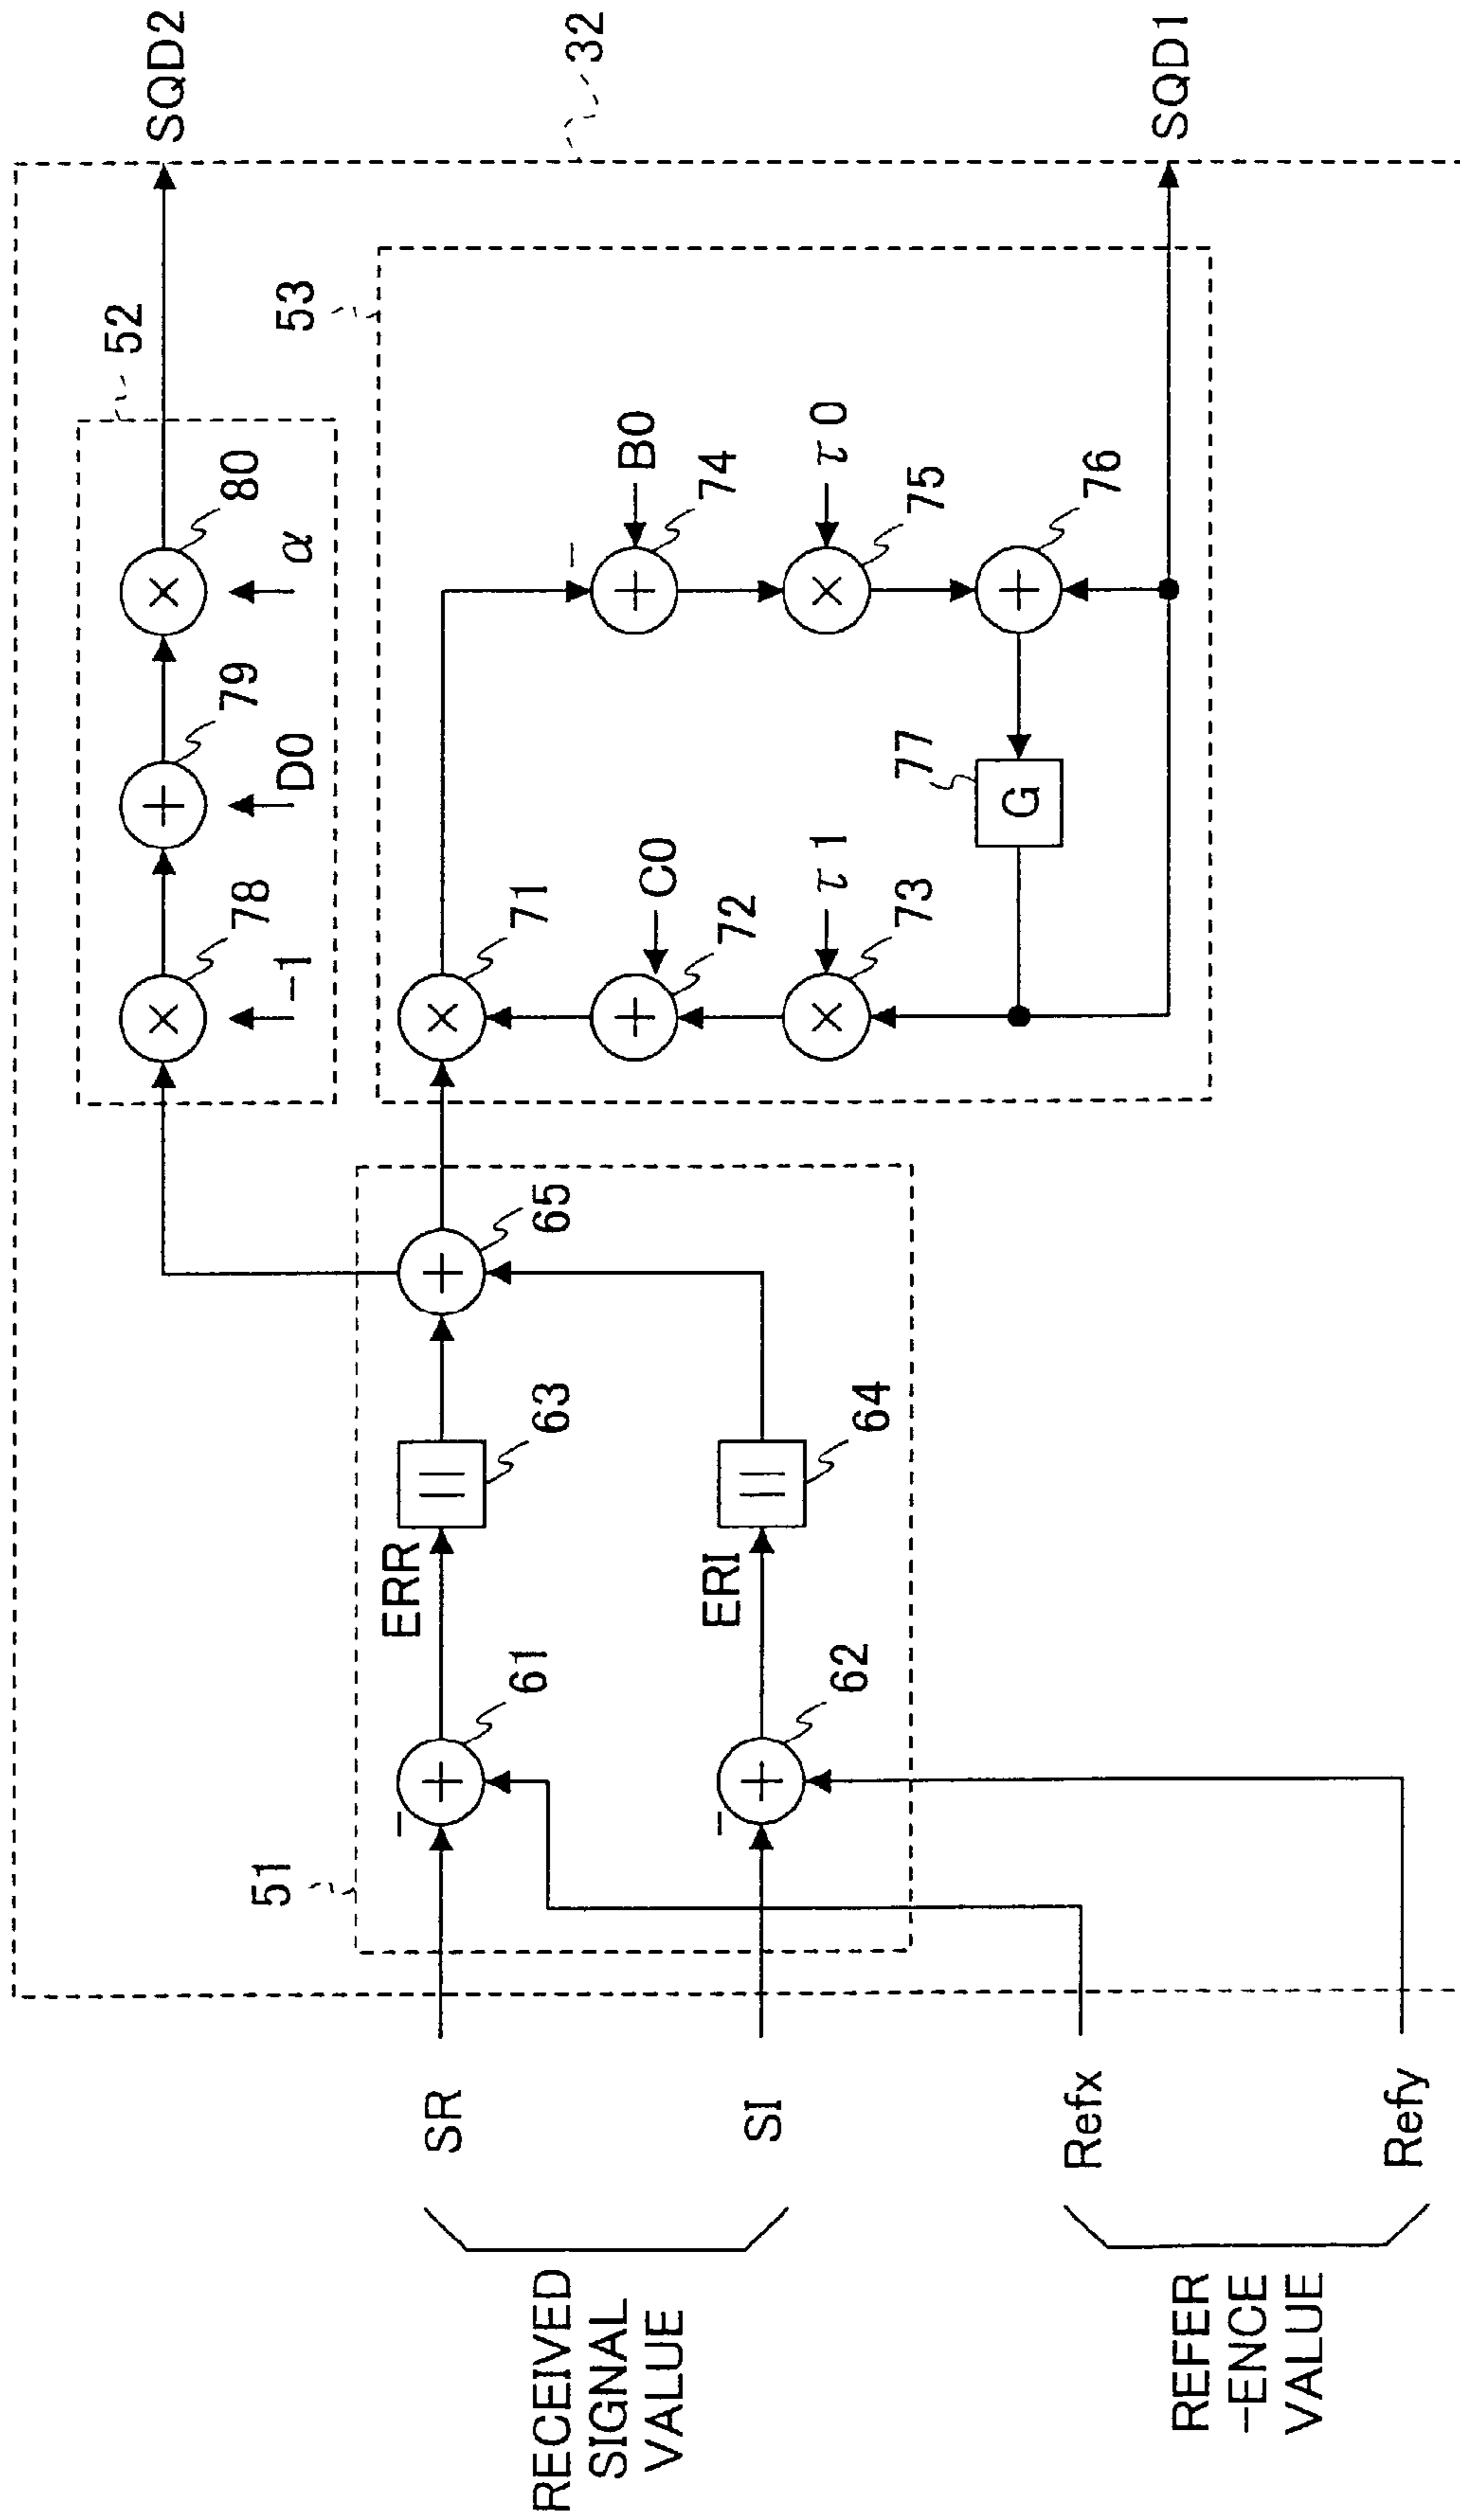 SQD2
32
52
80
α
79
D0
78
-1
53
B0
74
τ0
75
76
77
G
71
C0
72
τ1
73
SQD1
51
65
63
ERR
61
64
ERI
62
SR
SI
RECEIVED
SIGNAL
VALUE
Refx
Refy
REFER
-ENCE
VALUE